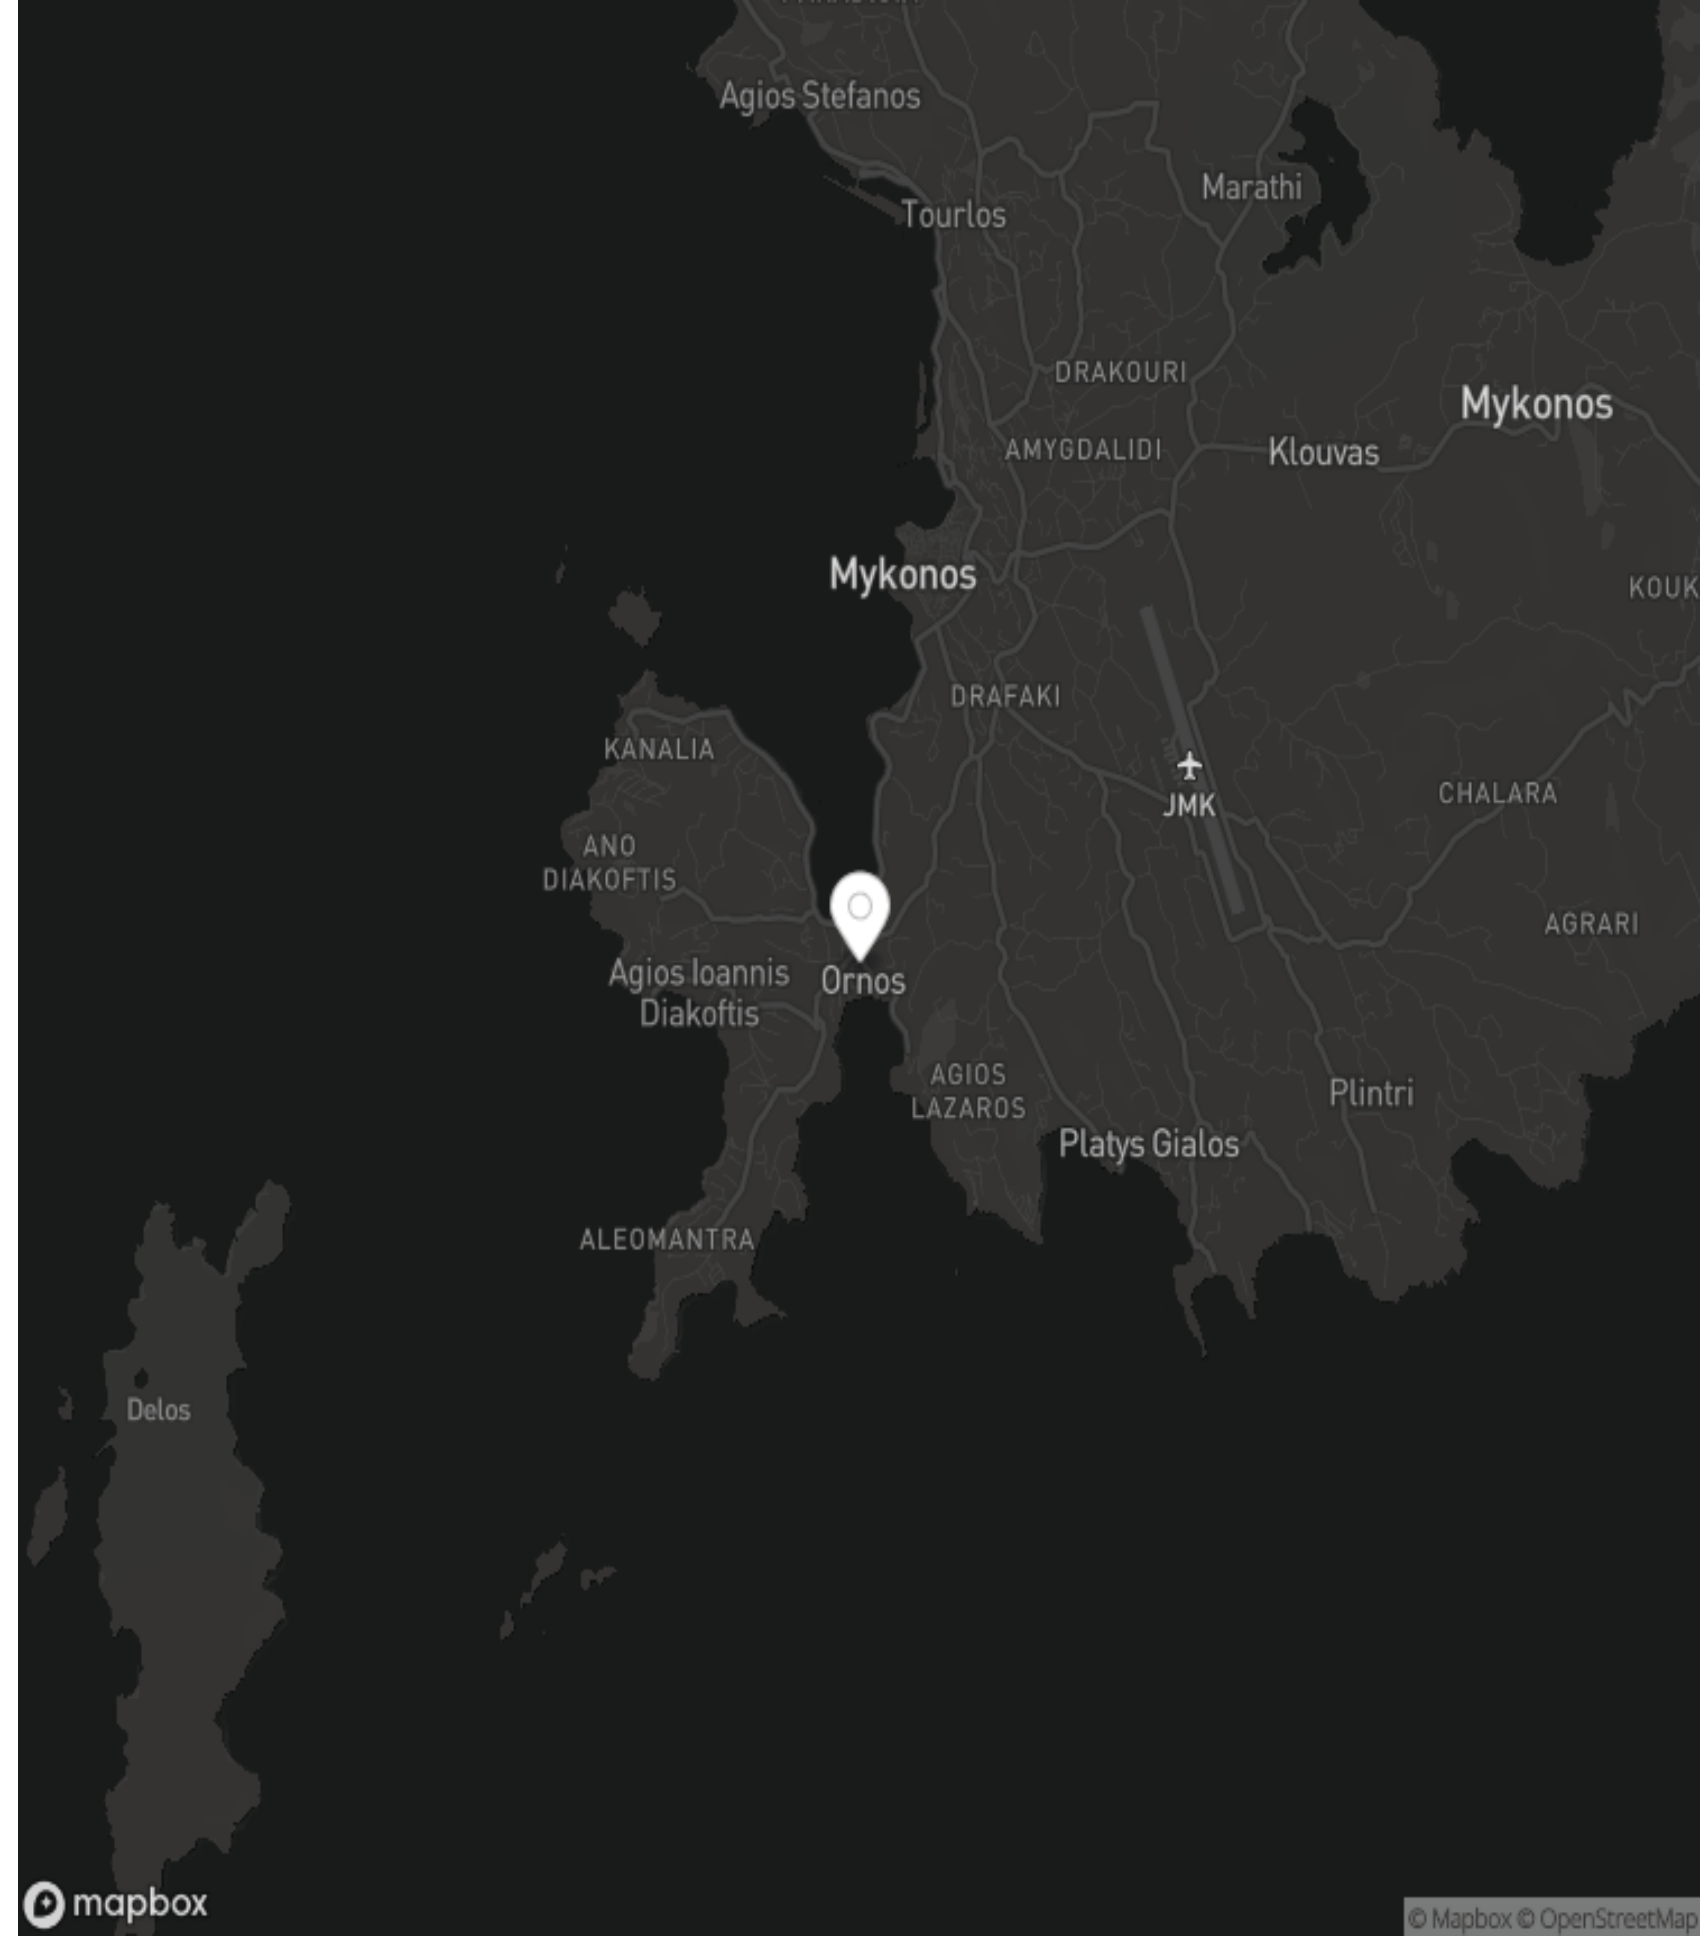 Agios Stefanos
Marathi
Tourlos
DRAKOURI
Mykonos
AMYGDALIDI
Klouvas
Mykonos
KOUK
DRAFAKI
KANALIA
JMK
CHALARA
ANO
DIAKOFTIS
AGRARI
Agios Ioannis
Diakoftis
Ornos
AGIOS
LAZAROS
Plintri
Platys Gialos
ALEOMANTRA
Delos
mapbox
© Mapbox © OpenStreetMap